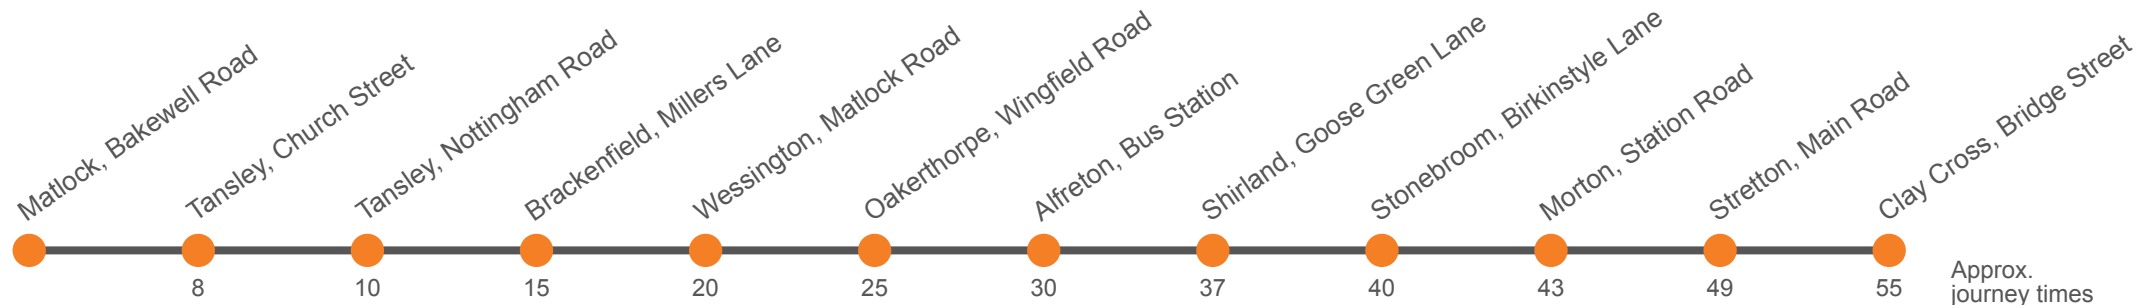 Matlock, Bakewell Road
Tansley, Church Street
Tansley, Nottingham Road
Brackenfield, Millers Lane
Wessington, Matlock Road
Oakerthorpe, Wingfield Road
Alfreton, Bus Station
Shirland, Goose Green Lane
Stonebroom, Birkinstyle Lane
Morton, Station Road
Stretton, Main Road
Clay Cross, Bridge Street
8 10 15 20 25 30 37 40 43 49 55
Approx.
journey times